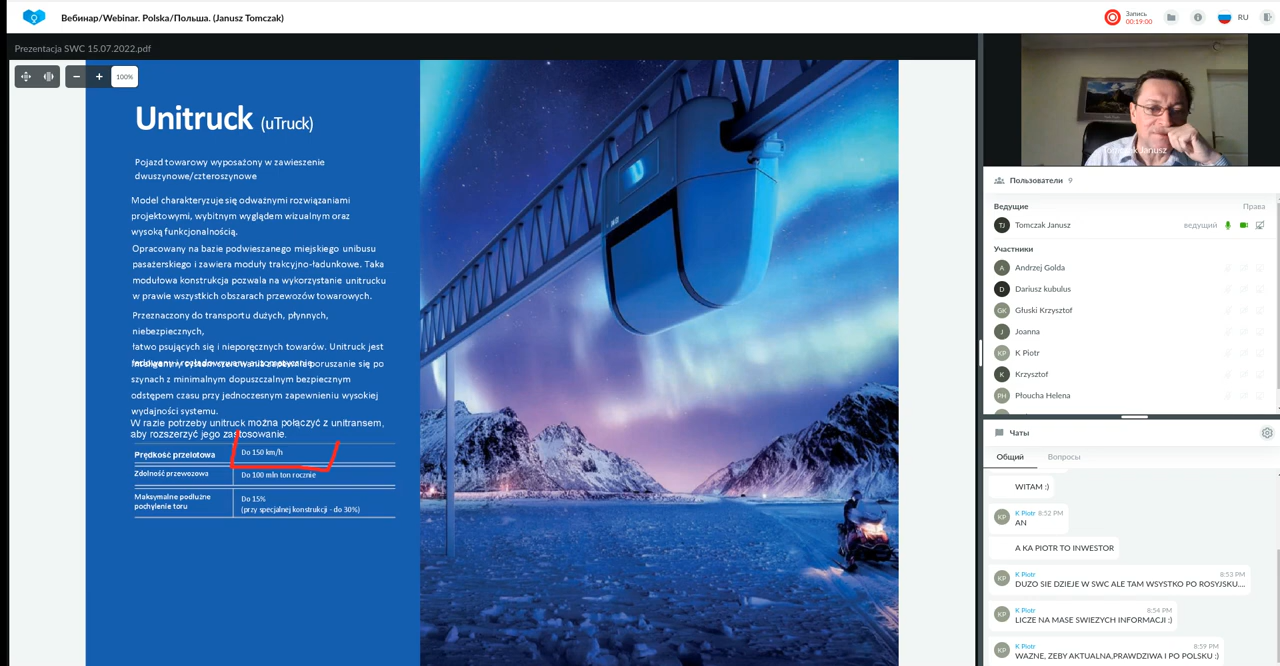 Вебинар/Webinar. Polska/Польша. (Janusz Tomczak)
Запись
00:19:00
RU
Prezentacja SWC 15.07.2022.pdf
100%
Unitruck (uTruck)
Pojazd towarowy wyposażony w zawieszenie
dwuszynowe/czteroszynowe
Model charakteryzuje się odważnymi rozwiązaniami
projektowymi, wybitnym wyglądem wizualnym oraz
wysoką funkcjonalnością.
Opracowany na bazie podwieszanego miejskiego unibusu
pasażerskiego i zawiera moduły trakcyjno-ładunkowe. Taka
modułowa konstrukcja pozwala na wykorzystanie unitrucku
w prawie wszystkich obszarach przewozów towarowych.
Przeznaczony do transportu dużych, płynnych,
niebezpiecznych,
łatwo psujących się i nieporęcznych towarów. Unitruck jest
poruszanie się po
szynach z minimalnym dopuszczalnym bezpiecznym
odstępem czasu przy jednoczesnym zapewnieniu wysokiej
wydajności systemu.
W razie potrzeby unitruck można połączyć z unitransem,
aby rozszerzyć jego zastosowanie.
Prędkość przelotowa
Do 150 km/h
Zdolność przewozowa
Do 100 mln ton rocznie
Maksymalne podłużne
pochylenie toru
Do 15%
(przy specjalnej konstrukcji - do 30%)
Tomczak Janusz
Пользователи 9
Ведущие
Права
TJ
Tomczak Janusz
ведущий
Участники
A
Andrzej Golda
D
Dariusz kubulus
GK
Głuski Krzysztof
J
Joanna
KP
K Piotr
K
Krzysztof
PH
Płoucha Helena
Чаты
Общий
Вопросы
WITAM :)
KP
K Piotr 8:52 PM
AN
A KA PIOTR TO INWESTOR
KP
K Piotr 8:53 PM
DUZO SIE DZIEJE W SWC ALE TAM WSYSTKO PO ROSYJSKU....
KP
K Piotr 8:54 PM
LICZE NA MASE SWIEZYCH INFORMACJI :)
KP
K Piotr 8:59 PM
WAZNE, ZEBY AKTUALNA,PRAWDZIWA I PO POLSKU :)